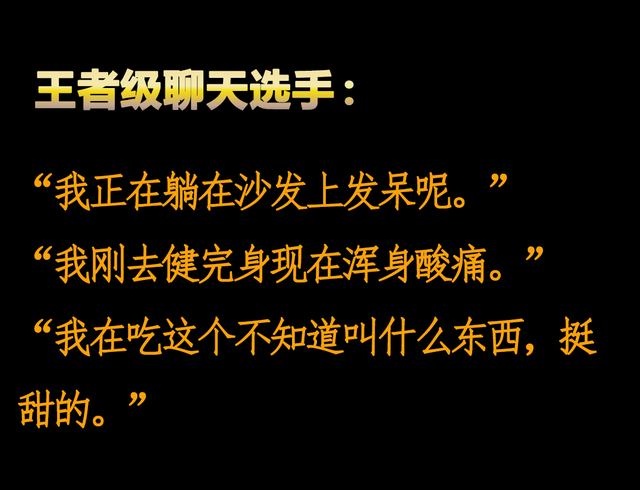 王者级聊天选手：
“我正在躺在沙发上发呆呢。”
“我刚去健完身现在浑身酸痛。”
“我在吃这个不知道叫什么东西，挺
甜的。”